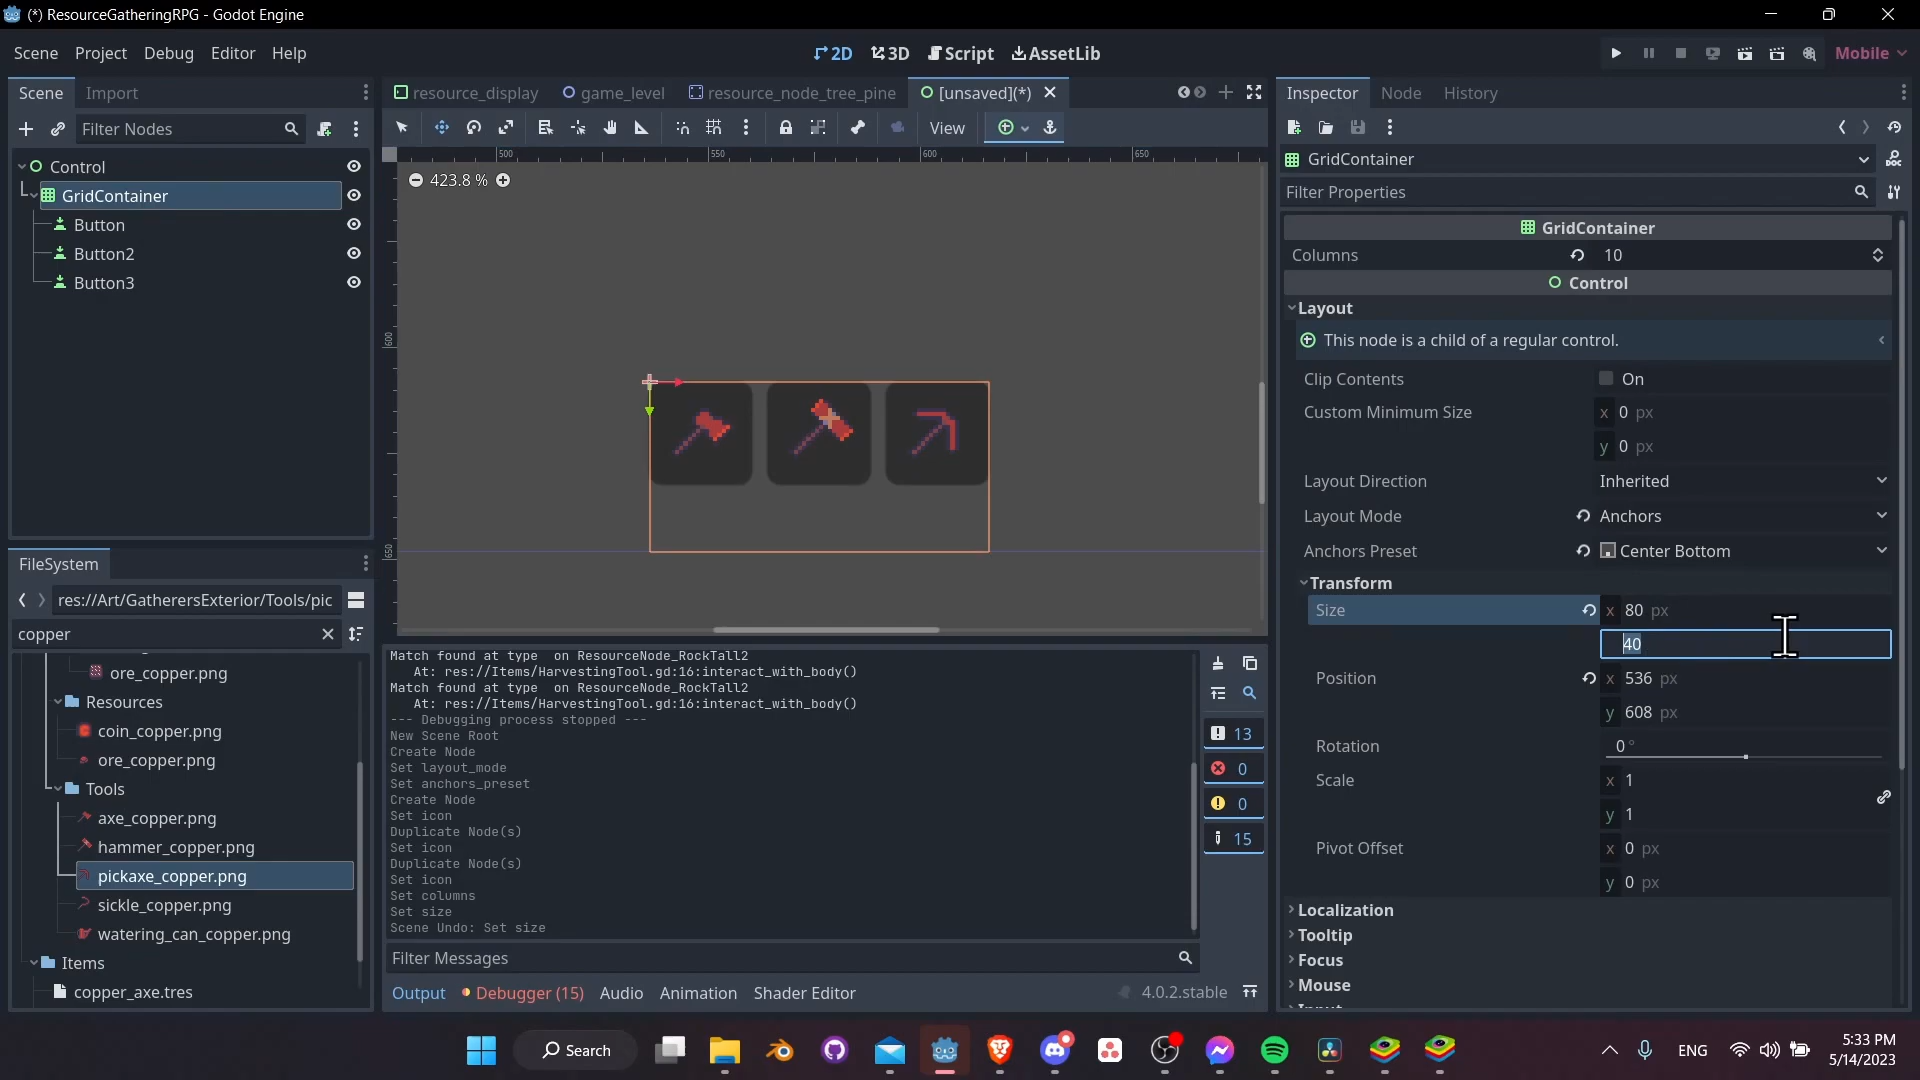 (*) ResourceGatheringRPG - Godot Engine
Scene Project Debug Editor Help
2D 3D Script AssetLib
Mobile
Scene Import
Filter Nodes
Control
GridContainer
Button
Button2
Button3
FileSystem
res://Art/GatherersExterior/Tools/pic
copper
ore_copper.png
Resources
coin_copper.png
ore_copper.png
Tools
axe_copper.png
hammer_copper.png
pickaxe_copper.png
sickle_copper.png
watering_can_copper.png
Items
copper_axe.tres
resource_display game_level resource_node_tree_pine [unsaved](*)
View
500 550 600 650
423.8 %
600
650
Match found at type  on ResourceNode_RockTall2
At: res://Items/HarvestingTool.gd:16:interact_with_body()
Match found at type  on ResourceNode_RockTall2
At: res://Items/HarvestingTool.gd:16:interact_with_body()
--- Debugging process stopped ---
New Scene Root
Create Node
Set layout_mode
Set anchors_preset
Create Node
Set icon
Duplicate Node(s)
Set icon
Duplicate Node(s)
Set icon
Set columns
Set size
Scene Undo: Set size
13
0
0
15
Filter Messages
Output Debugger (15) Audio Animation Shader Editor 4.0.2.stable
Inspector Node History
GridContainer
Filter Properties
GridContainer
Columns 10
Control
Layout
This node is a child of a regular control.
Clip Contents On
Custom Minimum Size x 0 px
y 0 px
Layout Direction Inherited
Layout Mode Anchors
Anchors Preset Center Bottom
Transform
Size x 80 px
40
Position x 536 px
y 608 px
Rotation 0 °
Scale x 1
y 1
Pivot Offset x 0 px
y 0 px
Localization
Tooltip
Focus
Mouse
Search
ENG
5:33 PM
5/14/2023